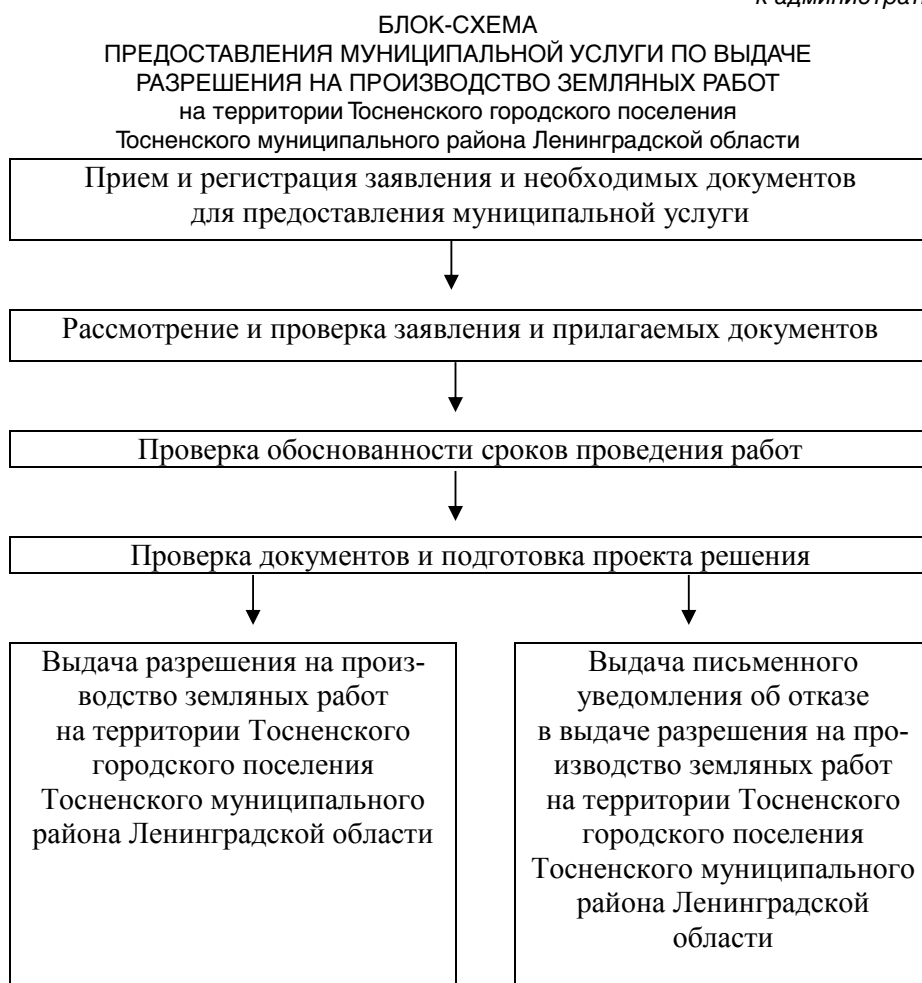 к администрат
БЛОК-СХЕМА
ПРЕДОСТАВЛЕНИЯ МУНИЦИПАЛЬНОЙ УСЛУГИ ПО ВЫДАЧЕ
РАЗРЕШЕНИЯ НА ПРОИЗВОДСТВО ЗЕМЛЯНЫХ РАБОТ
на территории Тосненского городского поселения
Тосненского муниципального района Ленинградской области
Прием и регистрация заявления и необходимых документов
для предоставления муниципальной услуги
Рассмотрение и проверка заявления и прилагаемых документов
Проверка обоснованности сроков проведения работ
Проверка документов и подготовка проекта решения
Выдача разрешения на произ-
водство земляных работ
на территории Тосненского
городского поселения
Тосненского муниципального
района Ленинградской области
Выдача письменного
уведомления об отказе
в выдаче разрешения на про-
изводство земляных работ
на территории Тосненского
городского поселения
Тосненского муниципального
района Ленинградской
области